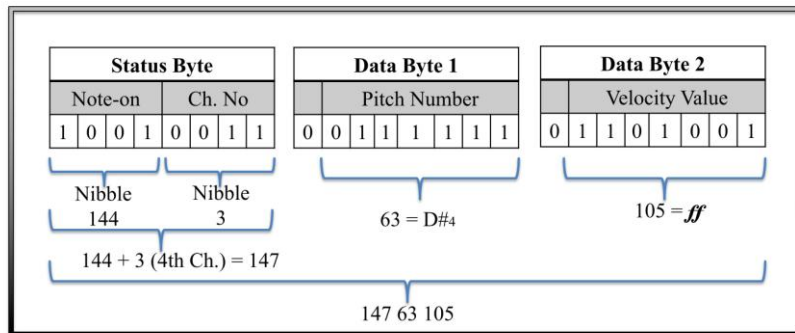 Status Byte Data Byte 1 Data Byte 2
Note-on Ch. No Pitch Number Velocity Value
1 0 0 1 0 0 1 1 0 0 1 1 1 1 1 1 0 1 1 0 1 0 0 1
Nibble Nibble
144 3 63 = D#4 105 = ff
144 + 3 (4th Ch.) = 147
147 63 105